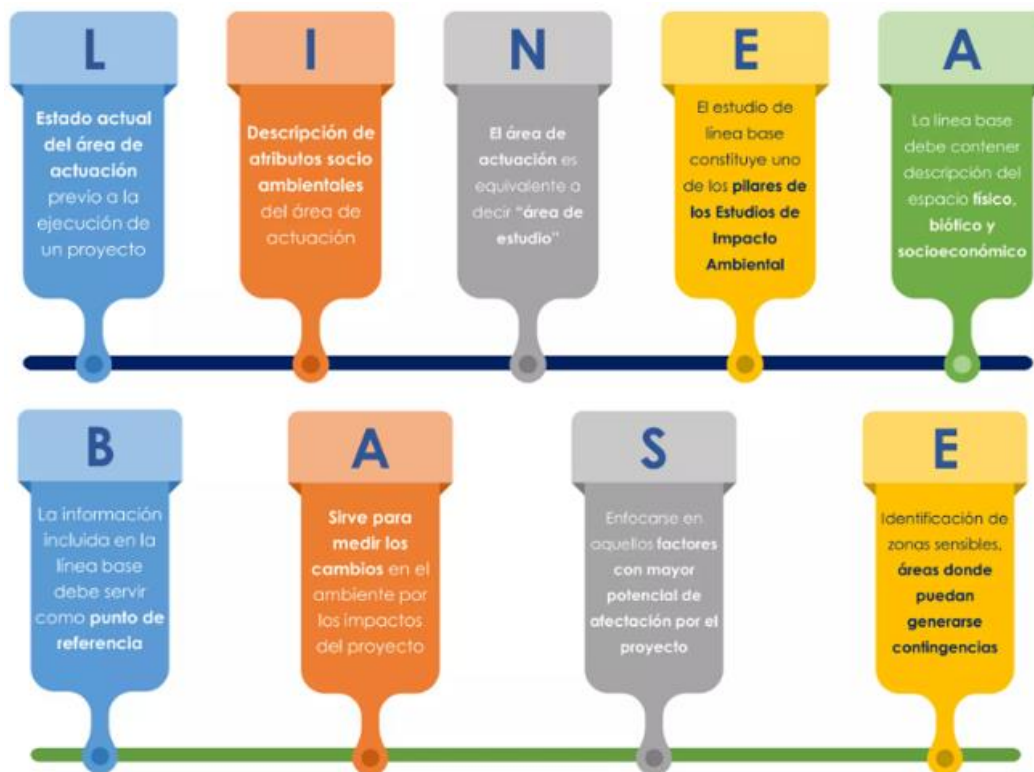 L
Estado actual
del área de
actuación
previo a la
ejecución de
un proyecto
I
Descripción de
atributos socio
ambientales
del área de
actuación
N
El área de
actuación es
equivalente a
decir “área de
estudio”
E
El estudio de
línea base
constituye uno
de los pilares de
los Estudios de
Impacto
Ambiental
A
La línea base
debe contener
descripción del
espacio físico,
biótico y
socioeconómico
B
La información
incluida en la
línea base
debe servir
como punto de
referencia
A
Sirve para
medir los
cambios en el
ambiente por
los impactos
del proyecto
S
Enfocarse en
aquellos factores
con mayor
potencial de
afectación por el
proyecto
E
Identificación de
zonas sensibles,
áreas donde
puedan
generarse
contingencias